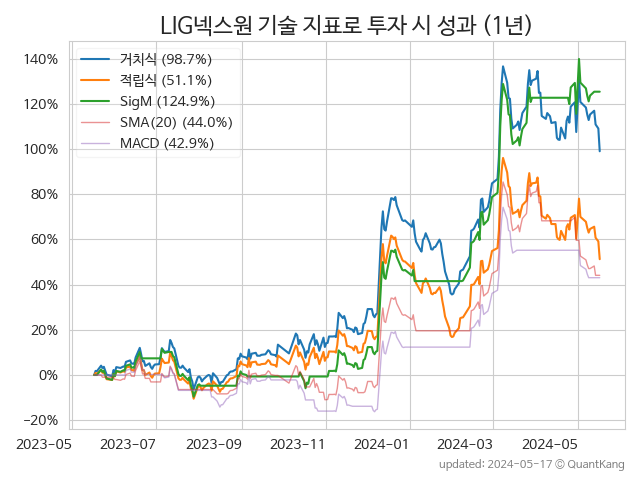 LIG넥스원 기술 지표로 투자 시 성과 (1년)
거치식 (98.7%)
적립식 (51.1%)
SigM (124.9%)
SMA(20) (44.0%)
MACD (42.9%)
140%
120%
100%
80%
60%
40%
20%
0%
−20%
2023-05 2023-07 2023-09 2023-11 2024-01 2024-03 2024-05
updated: 2024-05-17 © QuantKang